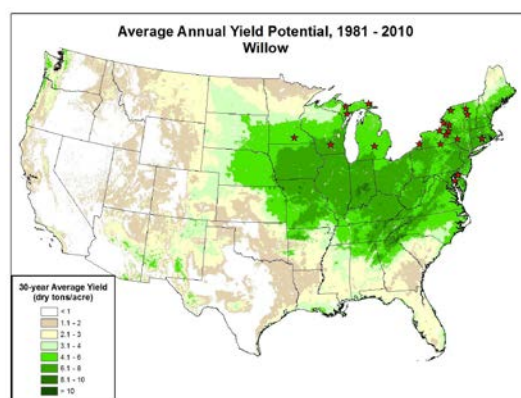 Average Annual Yield Potential, 1981 - 2010
Willow
30-year Average Yield
(dry tons/acre)
< 1
1.1 - 2
2.1 - 3
3.1 - 4
4.1 - 6
6.1 - 8
8.1 - 10
> 10